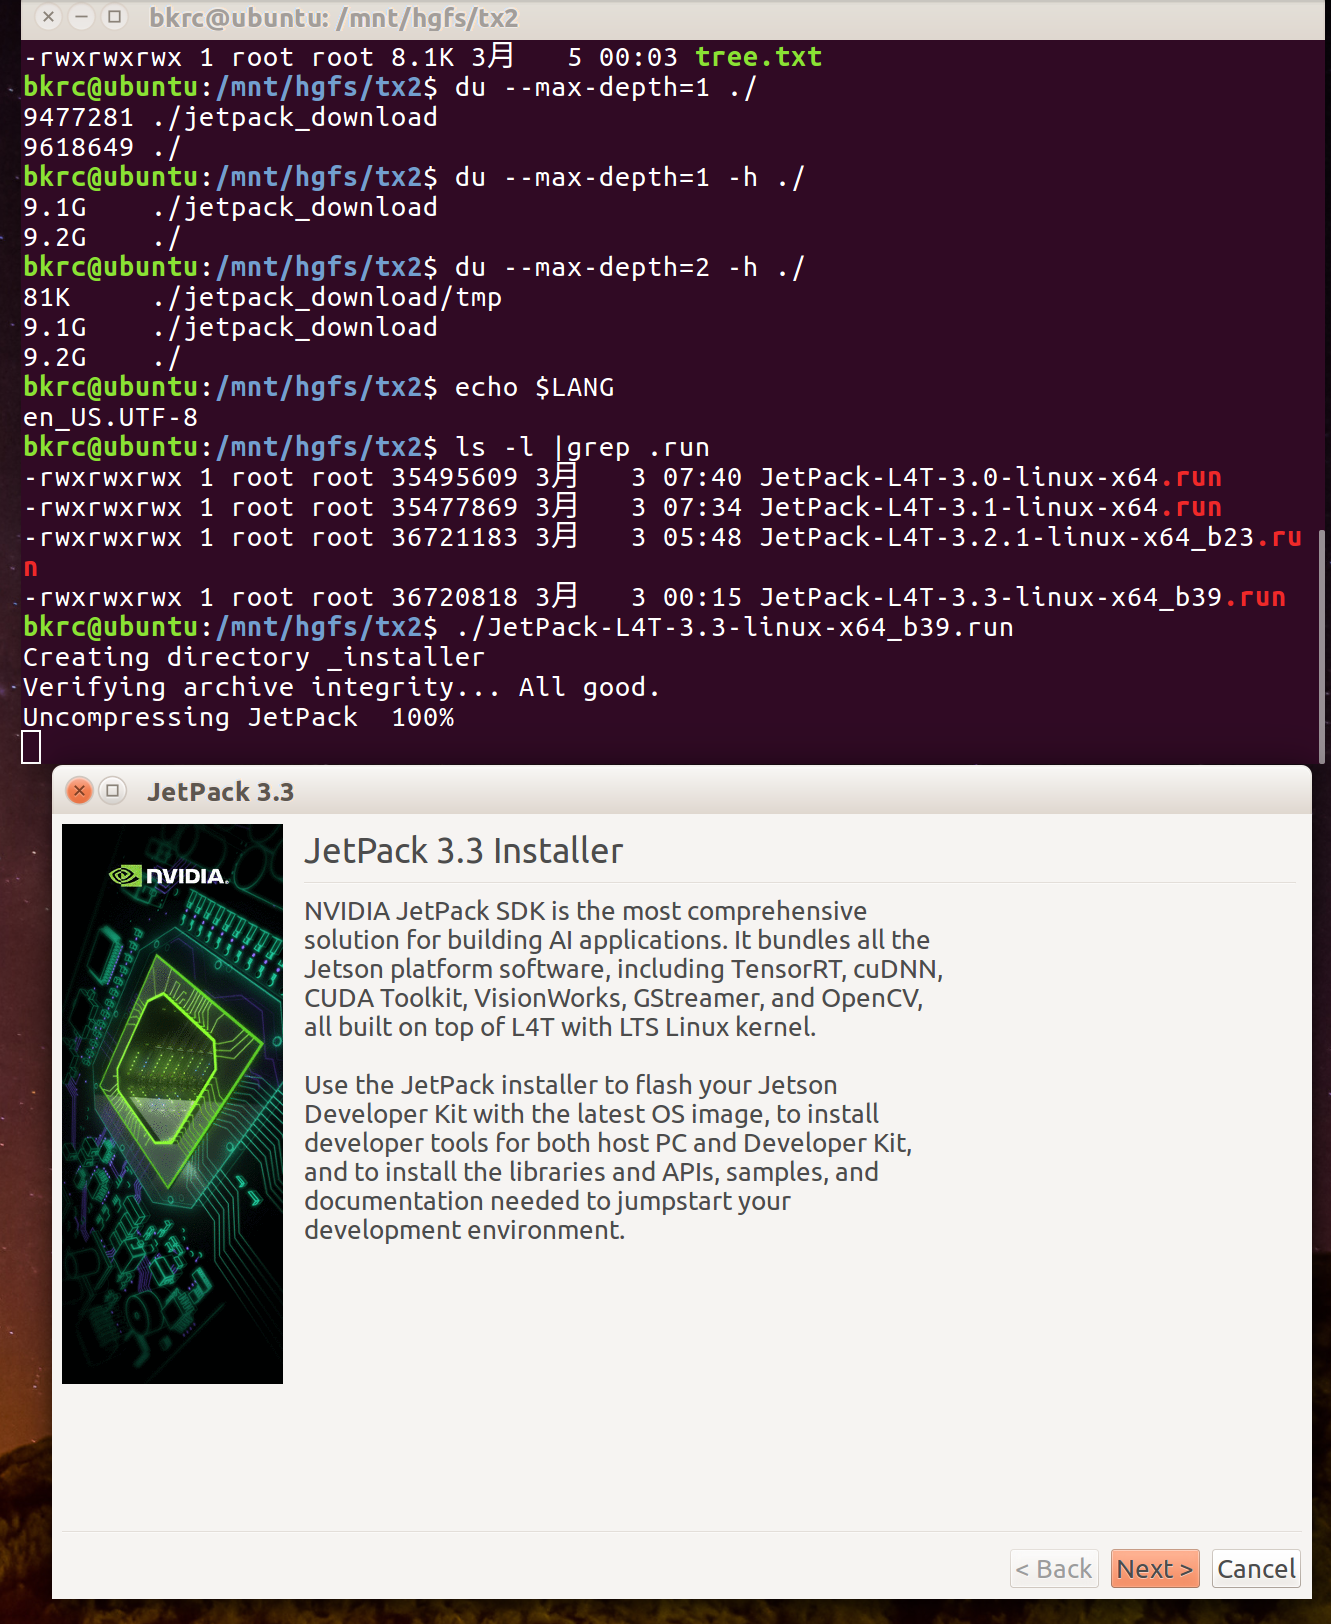 bkrc@ubuntu: /mnt/hgfs/tx2
-rwxrwxrwx 1 root root 8.1K 3月   5 00:03 tree.txt
bkrc@ubuntu:/mnt/hgfs/tx2$ du --max-depth=1 ./
9477281 ./jetpack_download
9618649 ./
bkrc@ubuntu:/mnt/hgfs/tx2$ du --max-depth=1 -h ./
9.1G    ./jetpack_download
9.2G    ./
bkrc@ubuntu:/mnt/hgfs/tx2$ du --max-depth=2 -h ./
81K     ./jetpack_download/tmp
9.1G    ./jetpack_download
9.2G    ./
bkrc@ubuntu:/mnt/hgfs/tx2$ echo $LANG
en_US.UTF-8
bkrc@ubuntu:/mnt/hgfs/tx2$ ls -l |grep .run
-rwxrwxrwx 1 root root 35495609 3月   3 07:40 JetPack-L4T-3.0-linux-x64.run
-rwxrwxrwx 1 root root 35477869 3月   3 07:34 JetPack-L4T-3.1-linux-x64.run
-rwxrwxrwx 1 root root 36721183 3月   3 05:48 JetPack-L4T-3.2.1-linux-x64_b23.ru
n
-rwxrwxrwx 1 root root 36720818 3月   3 00:15 JetPack-L4T-3.3-linux-x64_b39.run
bkrc@ubuntu:/mnt/hgfs/tx2$ ./JetPack-L4T-3.3-linux-x64_b39.run
Creating directory _installer
Verifying archive integrity... All good.
Uncompressing JetPack  100%
JetPack 3.3
NVIDIA.
JetPack 3.3 Installer
NVIDIA JetPack SDK is the most comprehensive
solution for building AI applications. It bundles all the
Jetson platform software, including TensorRT, cuDNN,
CUDA Toolkit, VisionWorks, GStreamer, and OpenCV,
all built on top of L4T with LTS Linux kernel.
Use the JetPack installer to flash your Jetson
Developer Kit with the latest OS image, to install
developer tools for both host PC and Developer Kit,
and to install the libraries and APIs, samples, and
documentation needed to jumpstart your
development environment.
< Back Next > Cancel